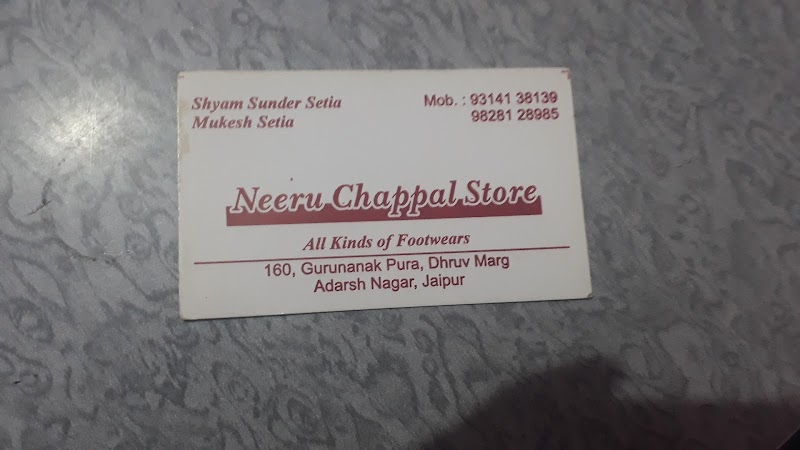 Shyam Sunder Setia
Mukesh Setia
Mob. : 93141 38139
98281 28985
Neeru Chappal Store
All Kinds of Footwears
160, Gurunanak Pura, Dhruv Marg
Adarsh Nagar, Jaipur